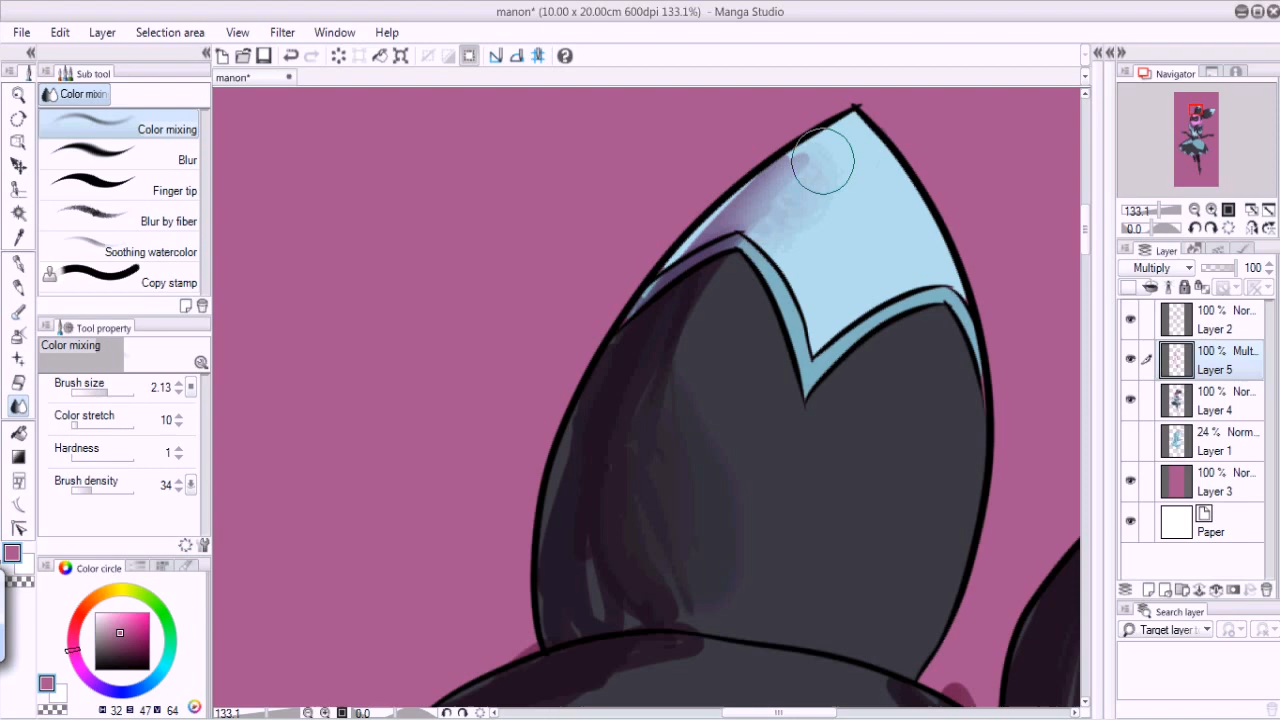 manon* (10.00 x 20.00cm 600dpi 133.1%) - Manga Studio
File Edit Layer Selection area View Filter Window Help
Sub tool
manon*
Navigator
Color mixin
Color mixing
Blur
Finger tip
Blur by fiber
Soothing watercolor
Copy stamp
133.1
0.0
Layer
Multiply 100
100 % Nor...
Layer 2
100 % Mult...
Layer 5
100 % Nor...
Layer 4
24 % Norm...
Layer 1
100 % Nor...
Layer 3
Paper
Tool property
Color mixing
Brush size 2.13
Color stretch 10
Hardness 1
Brush density 34
Color circle
32 47 64
133.1 0.0
Search layer
Target layer